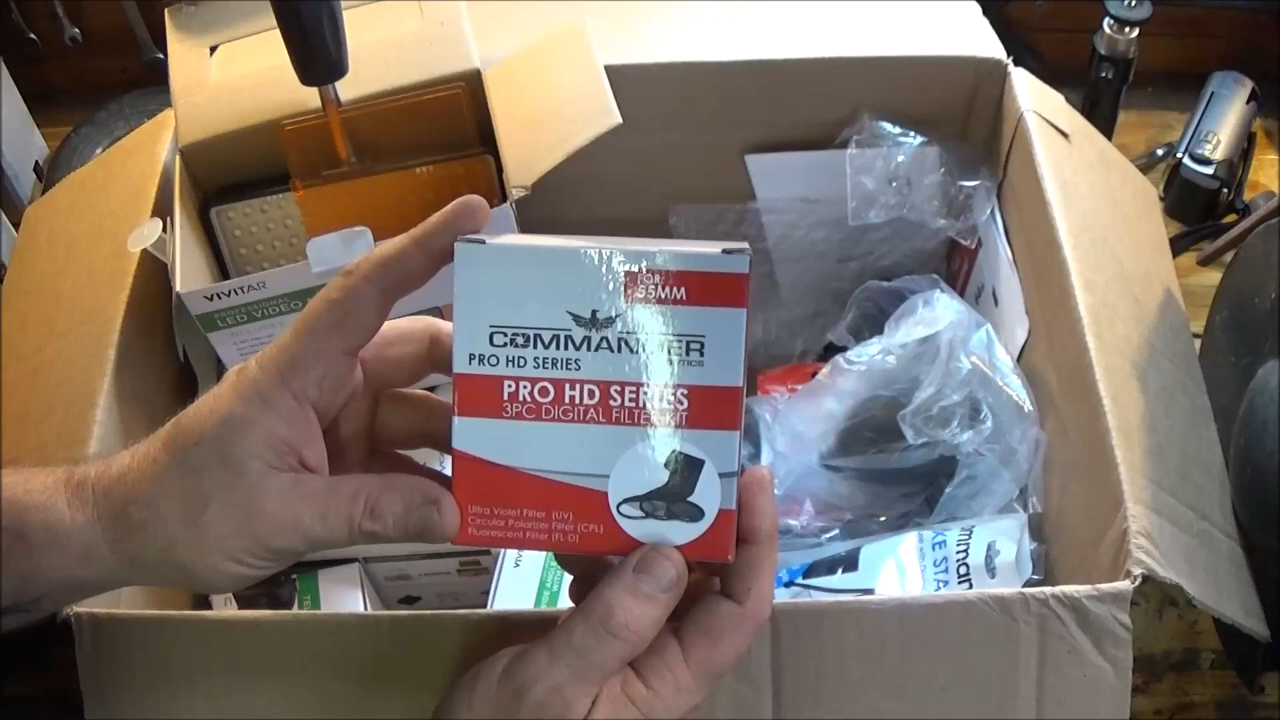 FOR:
55MM
COMMANDER
OPTICS
PRO HD SERIES
PRO HD SERIES
3PC DIGITAL FILTER KIT
Ultra Violet Filter (UV)
Circular Polarizer Filter (CPL)
Fluorescent Filter (FL-D)
VIVITAR
PROFESSIONAL
LED VIDEO